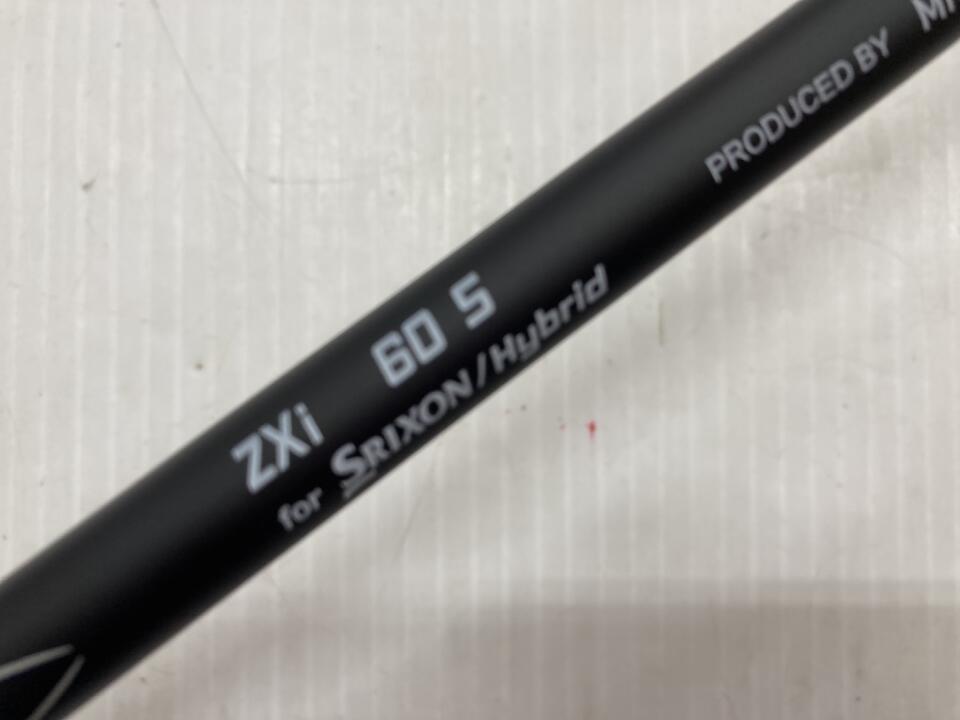 ZXi 60 S
for SRIXON/Hybrid
PRODUCED BY